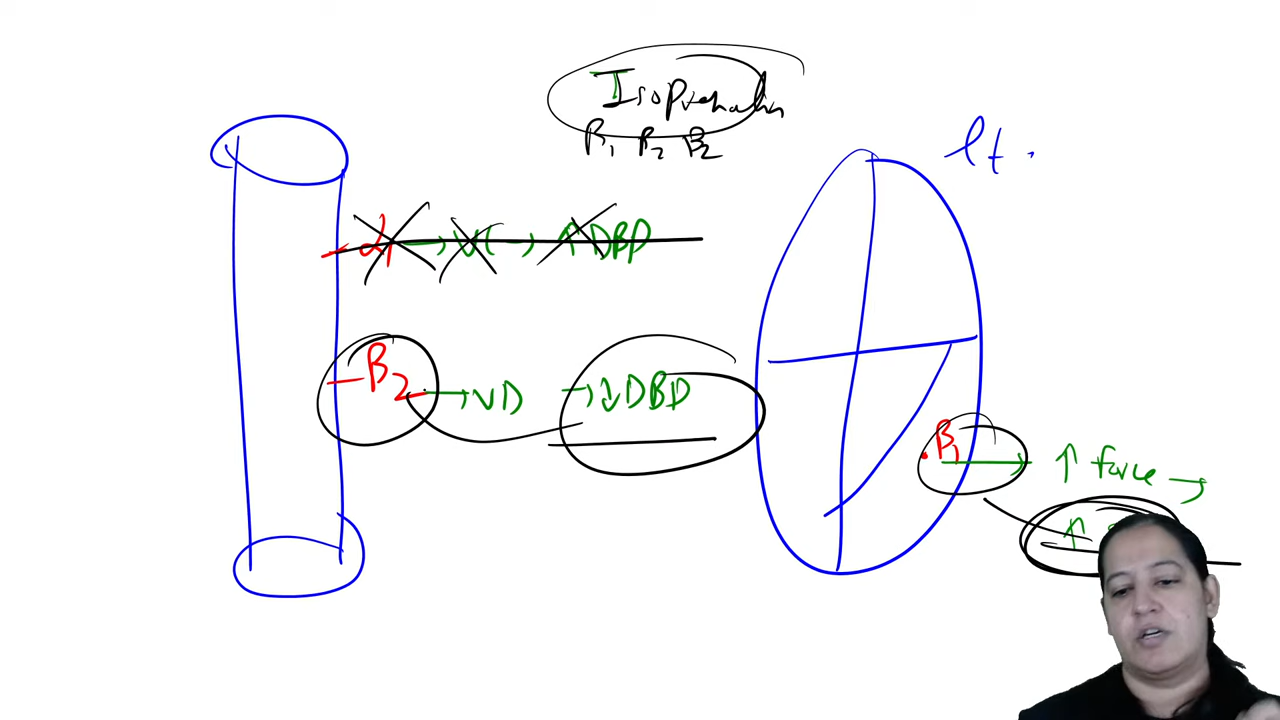 Isoprenalin
β1 β2 β2
lt.
α1 → VC → ↑ DBP
β2 → VD → ↓ DBP
β1 → ↑ force →
↑